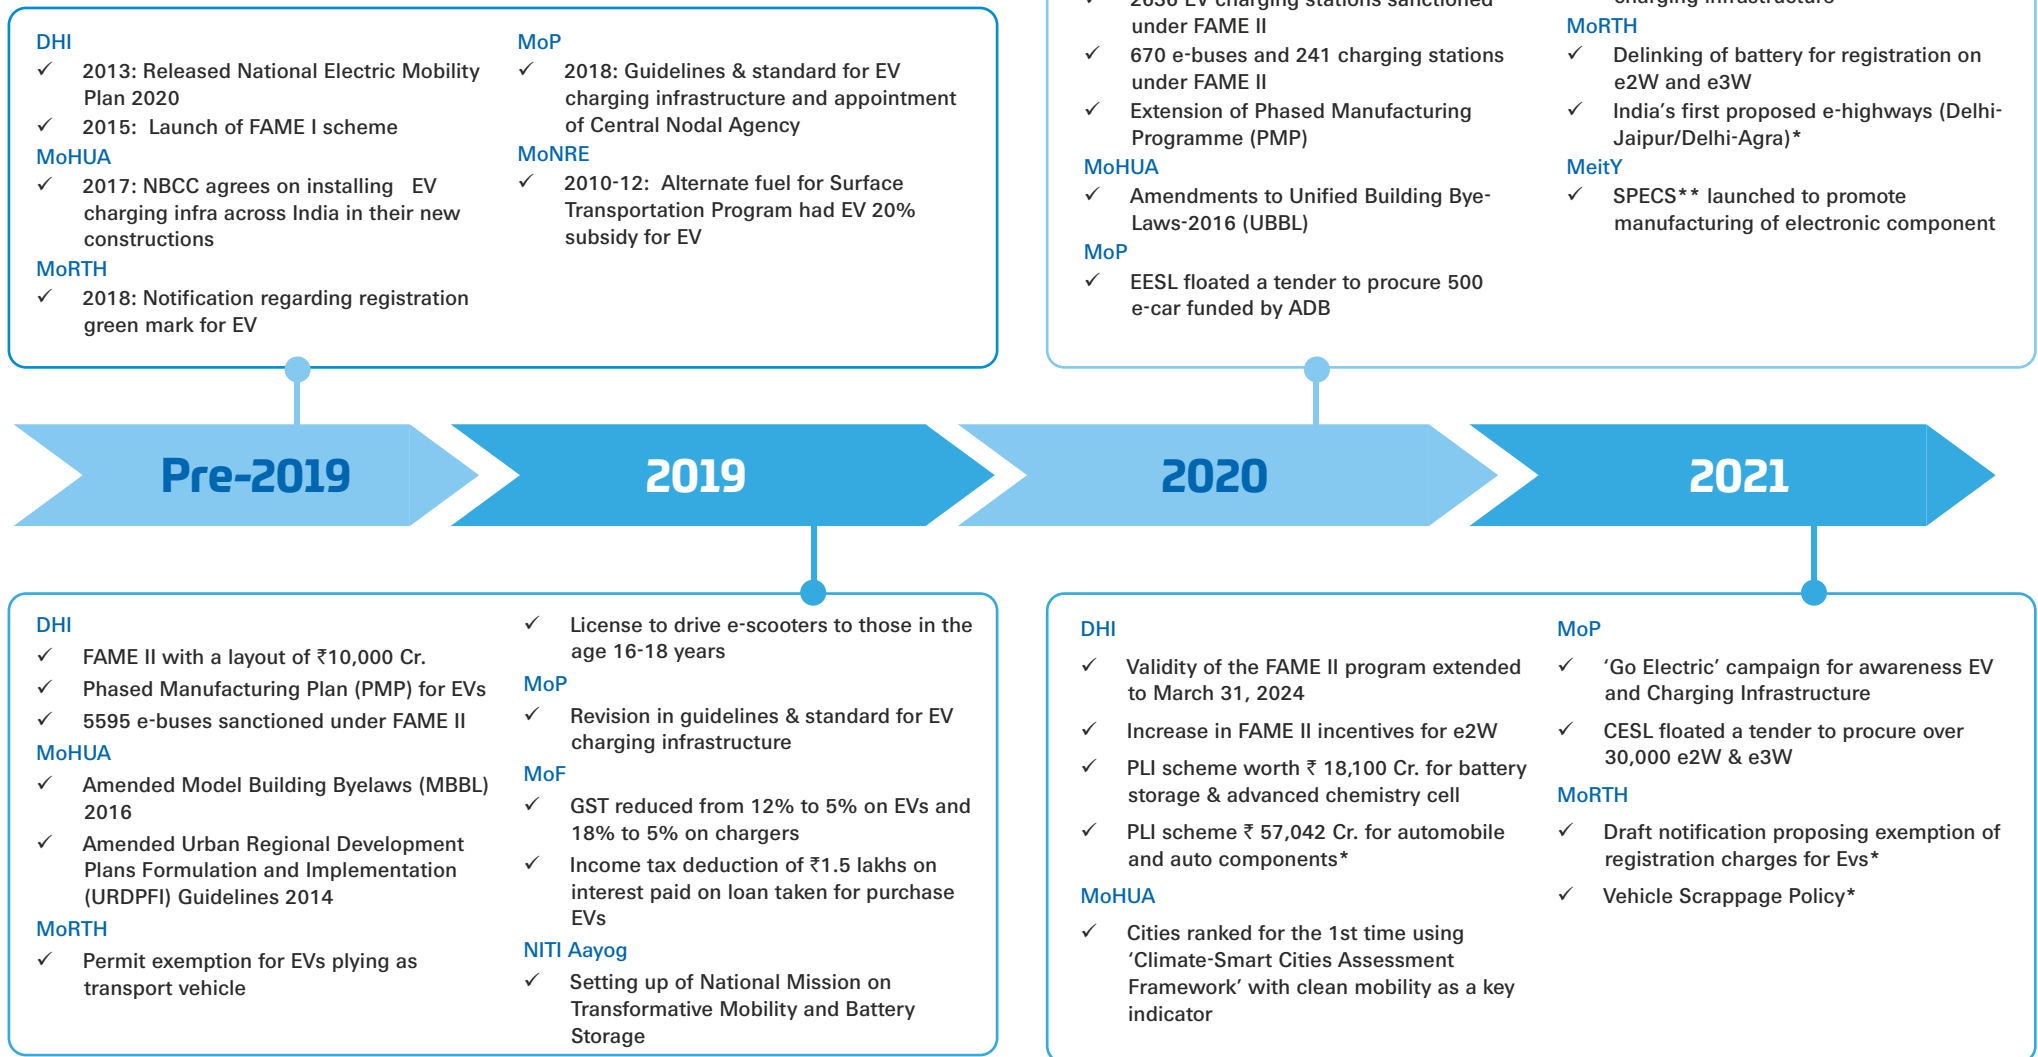 DHI
✓ 2013: Released National Electric Mobility
Plan 2020
✓ 2015: Launch of FAME I scheme
MoHUA
✓ 2017: NBCC agrees on installing EV
charging infra across India in their new
constructions
MoRTH
✓ 2018: Notification regarding registration
green mark for EV
MoP
✓ 2018: Guidelines & standard for EV
charging infrastructure and appointment
of Central Nodal Agency
MoNRE
✓ 2010-12: Alternate fuel for Surface
Transportation Program had EV 20%
subsidy for EV
✓ 2636 EV charging stations sanctioned
under FAME II
✓ 670 e-buses and 241 charging stations
under FAME II
✓ Extension of Phased Manufacturing
Programme (PMP)
MoHUA
✓ Amendments to Unified Building Bye-
Laws-2016 (UBBL)
MoP
✓ EESL floated a tender to procure 500
e-car funded by ADB
charging infrastructure
MoRTH
✓ Delinking of battery for registration on
e2W and e3W
✓ India's first proposed e-highways (Delhi-
Jaipur/Delhi-Agra)*
MeitY
✓ SPECS** launched to promote
manufacturing of electronic component
Pre-2019
2019
2020
2021
DHI
✓ FAME II with a layout of ₹10,000 Cr.
✓ Phased Manufacturing Plan (PMP) for EVs
✓ 5595 e-buses sanctioned under FAME II
MoHUA
✓ Amended Model Building Byelaws (MBBL)
2016
✓ Amended Urban Regional Development
Plans Formulation and Implementation
(URDPFI) Guidelines 2014
MoRTH
✓ Permit exemption for EVs plying as
transport vehicle
✓ License to drive e-scooters to those in the
age 16-18 years
MoP
✓ Revision in guidelines & standard for EV
charging infrastructure
MoF
✓ GST reduced from 12% to 5% on EVs and
18% to 5% on chargers
✓ Income tax deduction of ₹1.5 lakhs on
interest paid on loan taken for purchase
EVs
NITI Aayog
✓ Setting up of National Mission on
Transformative Mobility and Battery
Storage
DHI
✓ Validity of the FAME II program extended
to March 31, 2024
✓ Increase in FAME II incentives for e2W
✓ PLI scheme worth ₹ 18,100 Cr. for battery
storage & advanced chemistry cell
✓ PLI scheme ₹ 57,042 Cr. for automobile
and auto components*
MoHUA
✓ Cities ranked for the 1st time using
‘Climate-Smart Cities Assessment
Framework’ with clean mobility as a key
indicator
MoP
✓ ‘Go Electric’ campaign for awareness EV
and Charging Infrastructure
✓ CESL floated a tender to procure over
30,000 e2W & e3W
MoRTH
✓ Draft notification proposing exemption of
registration charges for Evs*
✓ Vehicle Scrappage Policy*